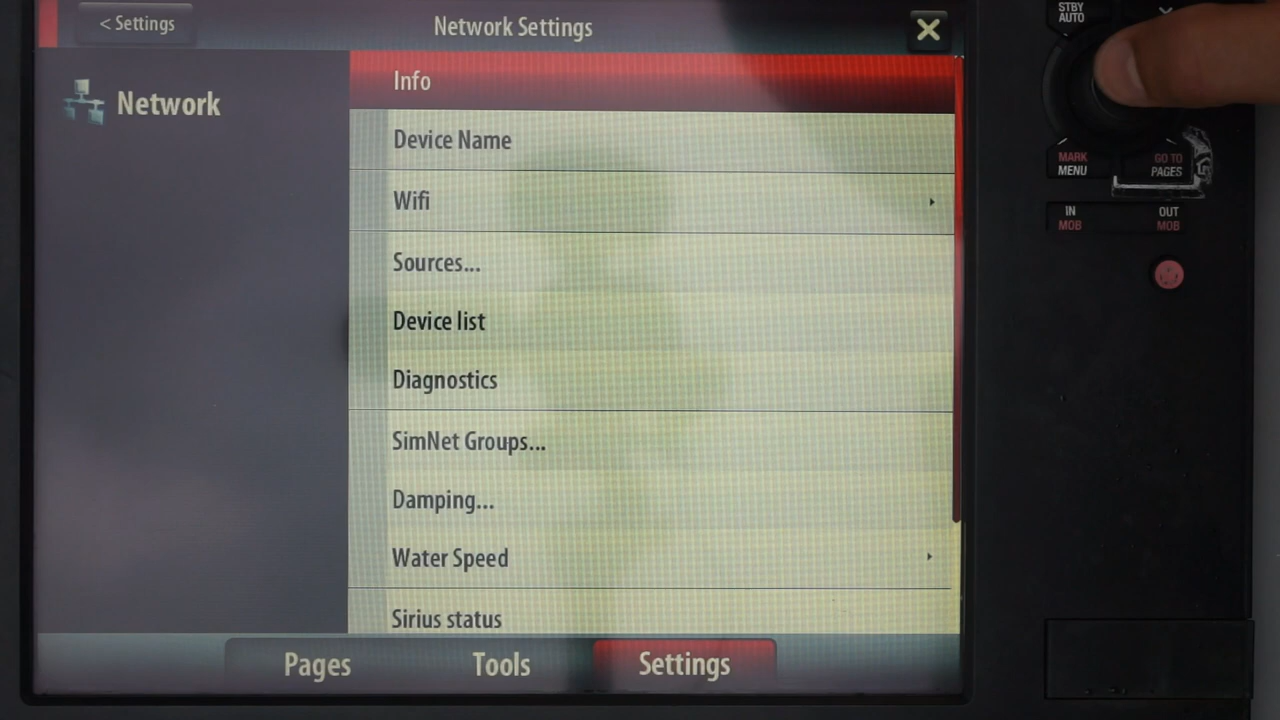 < Settings
Network Settings
Network
Info
Device Name
Wifi
Sources...
Device list
Diagnostics
SimNet Groups...
Damping...
Water Speed
Sirius status
Pages
Tools
Settings
STBY
AUTO
MARK
MENU
GO TO
PAGES
IN
MOB
OUT
MOB